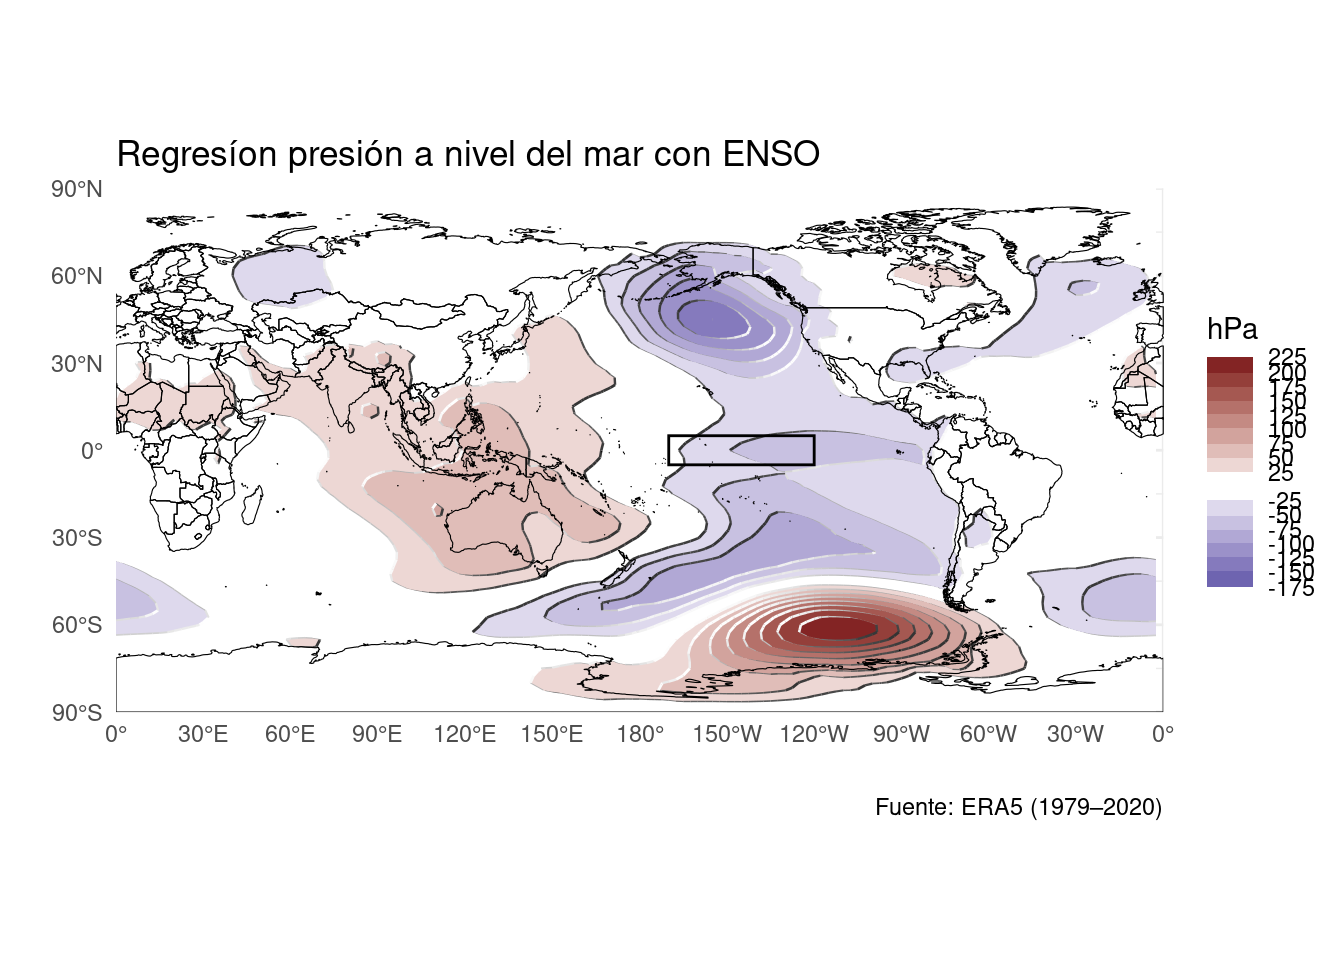 Regresíon presión a nivel del mar con ENSO
90°N
60°N
30°N
0°
30°S
60°S
90°S
0°
30°E
60°E
90°E
120°E
150°E
180°
150°W
120°W
90°W
60°W
30°W
0°
hPa
225
200
175
150
125
100
75
50
25
-25
-50
-75
-100
-125
-150
-175
Fuente: ERA5 (1979–2020)